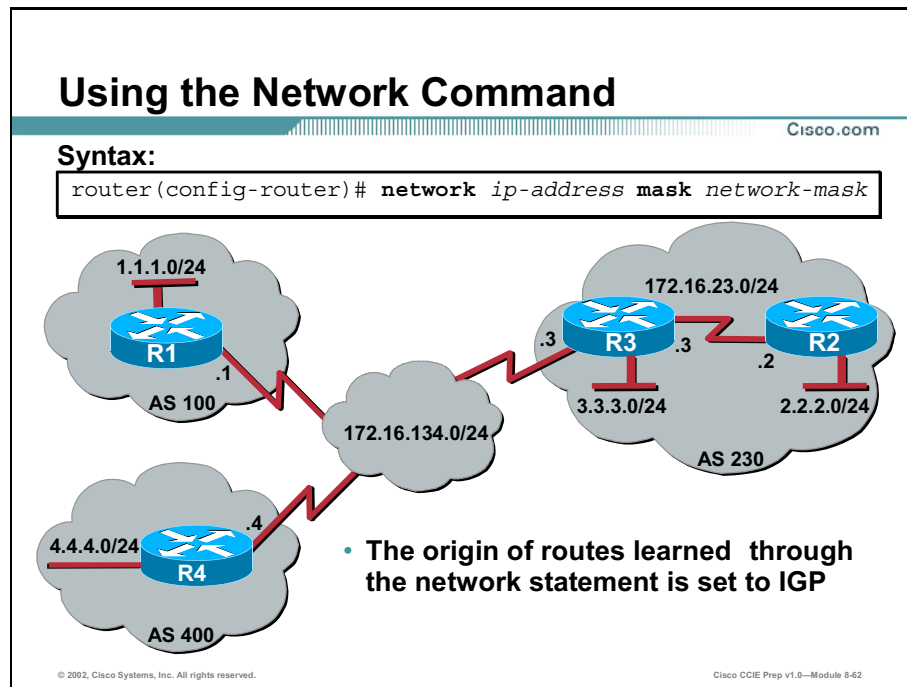 Using the Network Command
Cisco.com
Syntax:
router(config-router)# network ip-address mask network-mask
1.1.1.0/24
R1
.1
AS 100
172.16.134.0/24
4.4.4.0/24
R4
.4
AS 400
172.16.23.0/24
.3
R3
.3
R2
.2
3.3.3.0/24
2.2.2.0/24
AS 230
• The origin of routes learned through
the network statement is set to IGP
© 2002, Cisco Systems, Inc. All rights reserved.
Cisco CCIE Prep v1.0—Module 8-62